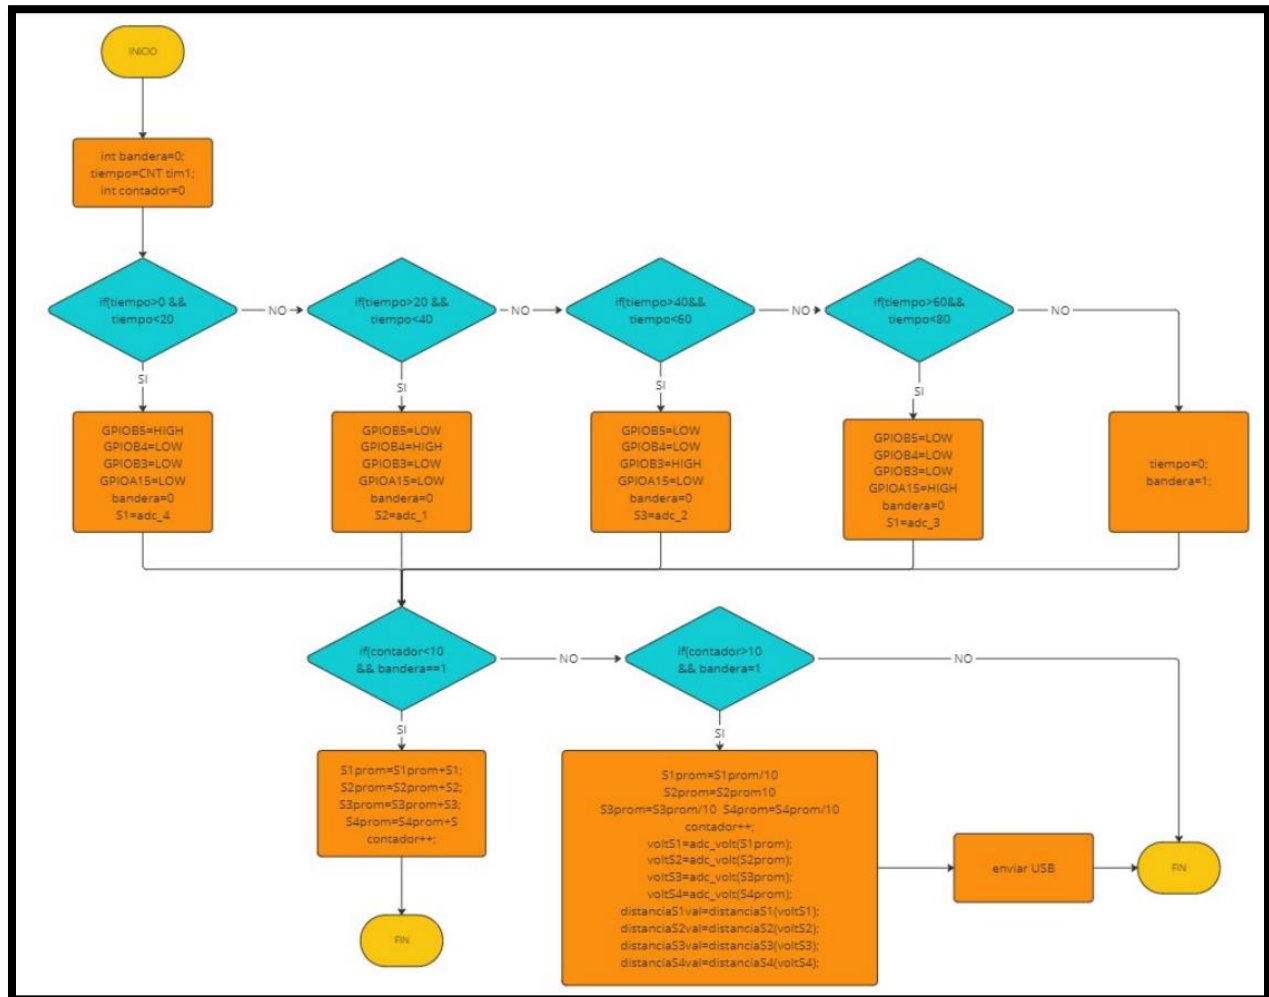 INICIO
int bandera=0;
tiempo=CNT tim1;
int contador=0
if(tiempo>0 &&
tiempo<20
NO
if(tiempo>20 &&
tiempo<40
NO
if(tiempo>40&&
tiempo<60
NO
if(tiempo>60&&
tiempo<80
NO
SI
SI
SI
SI
GPIOB5=HIGH
GPIOB4=LOW
GPIOB3=LOW
GPIOA15=LOW
bandera=0
S1=adc_4
GPIOB5=LOW
GPIOB4=HIGH
GPIOB3=LOW
GPIOA15=LOW
bandera=0
S2=adc_1
GPIOB5=LOW
GPIOB4=LOW
GPIOB3=HIGH
GPIOA15=LOW
bandera=0
S3=adc_2
GPIOB5=LOW
GPIOB4=LOW
GPIOB3=LOW
GPIOA15=HIGH
bandera=0
S1=adc_3
tiempo=0;
bandera=1;
if(contador<10
&& bandera==1
NO
if(contador>10
&& bandera=1
NO
SI
SI
S1prom=S1prom+S1;
S2prom=S2prom+S2;
S3prom=S3prom+S3;
S4prom=S4prom+S
contador++;
S1prom=S1prom/10
S2prom=S2prom10
S3prom=S3prom/10 S4prom=S4prom/10
contador++;
voltS1=adc_volt(S1prom);
voltS2=adc_volt(S2prom);
voltS3=adc_volt(S3prom);
voltS4=adc_volt(S4prom);
distanciaS1val=distanciaS1(voltS1);
distanciaS2val=distanciaS2(voltS2);
distanciaS3val=distanciaS3(voltS3);
distanciaS4val=distanciaS4(voltS4);
enviar USB
FIN
FIN